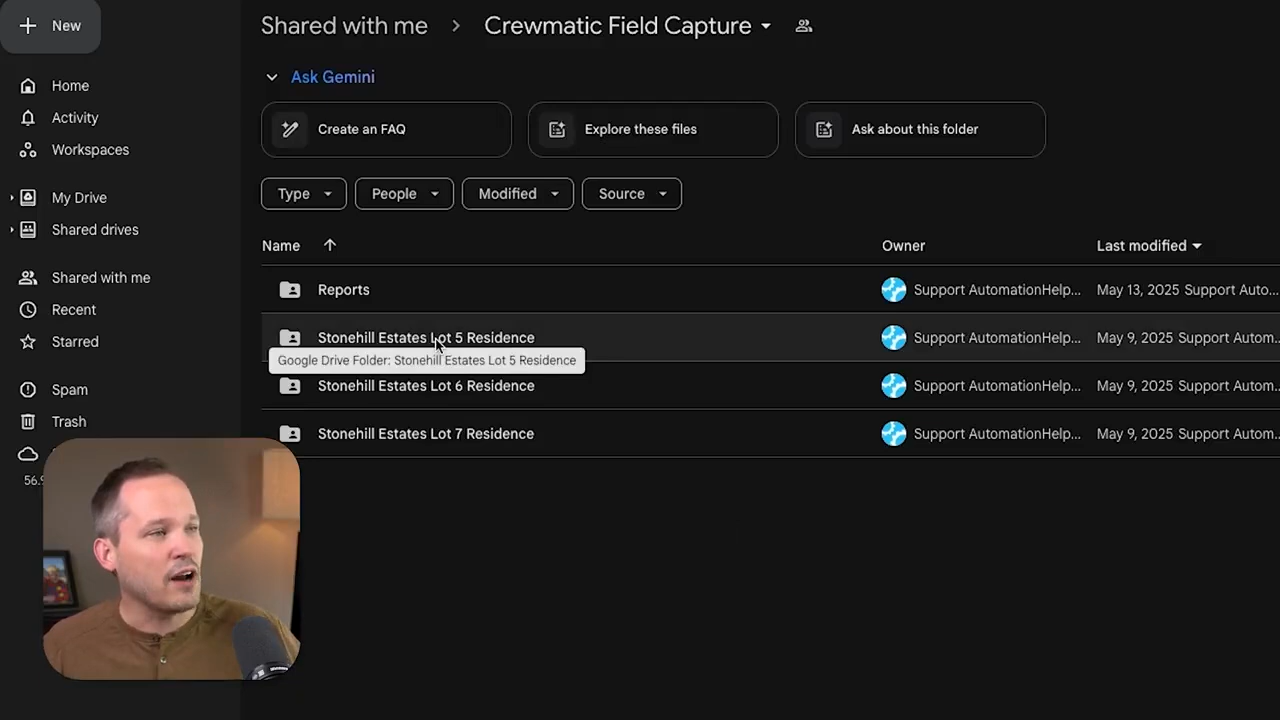 New
Shared with me > Crewmatic Field Capture
Ask Gemini
Create an FAQ
Explore these files
Ask about this folder
Type
People
Modified
Source
Name
Owner
Last modified
Reports
Support AutomationHelp...
May 13, 2025 Support Auto...
Stonehill Estates Lot 5 Residence
Support AutomationHelp...
May 9, 2025 Support Autom...
Google Drive Folder: Stonehill Estates Lot 5 Residence
Stonehill Estates Lot 6 Residence
Support AutomationHelp...
May 9, 2025 Support Autom...
Stonehill Estates Lot 7 Residence
Support AutomationHelp...
May 9, 2025 Support Autom...
Home
Activity
Workspaces
My Drive
Shared drives
Shared with me
Recent
Starred
Spam
Trash